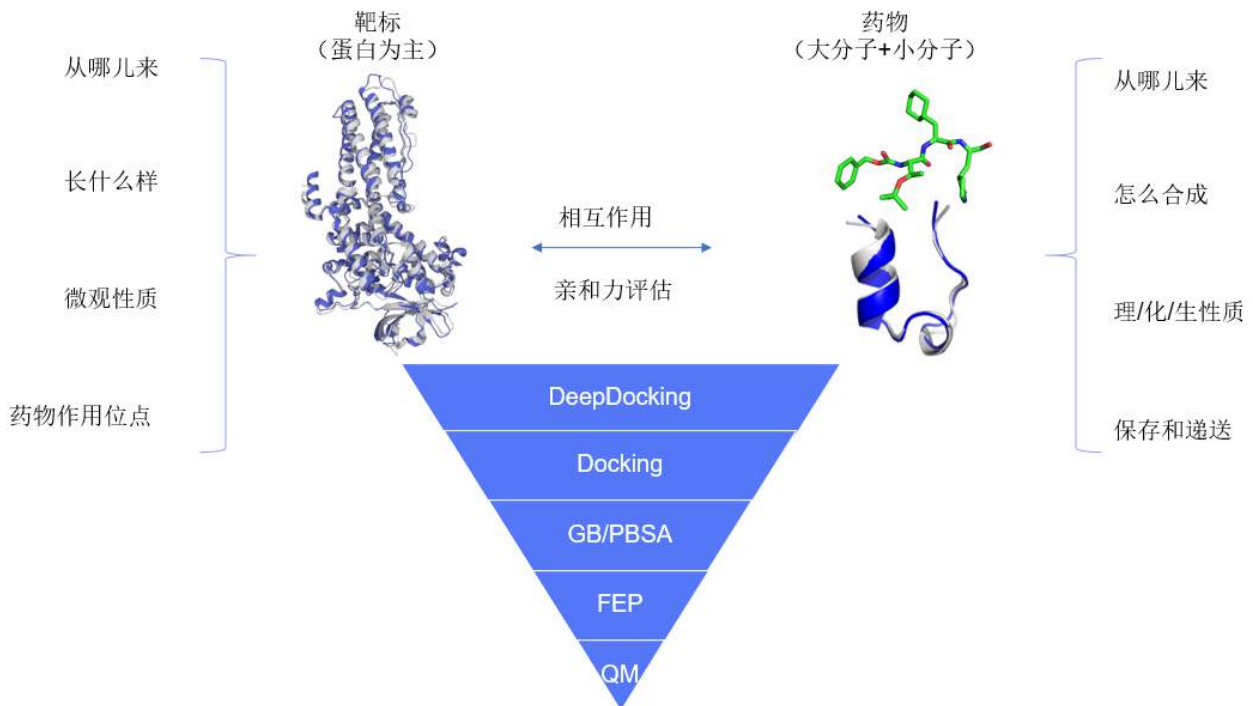 靶标
（蛋白为主）
药物
（大分子+小分子）
从哪儿来
长什么样
微观性质
药物作用位点
相互作用
亲和力评估
从哪儿来
怎么合成
理/化/生性质
保存和递送
DeepDocking
Docking
GB/PBSA
FEP
QM